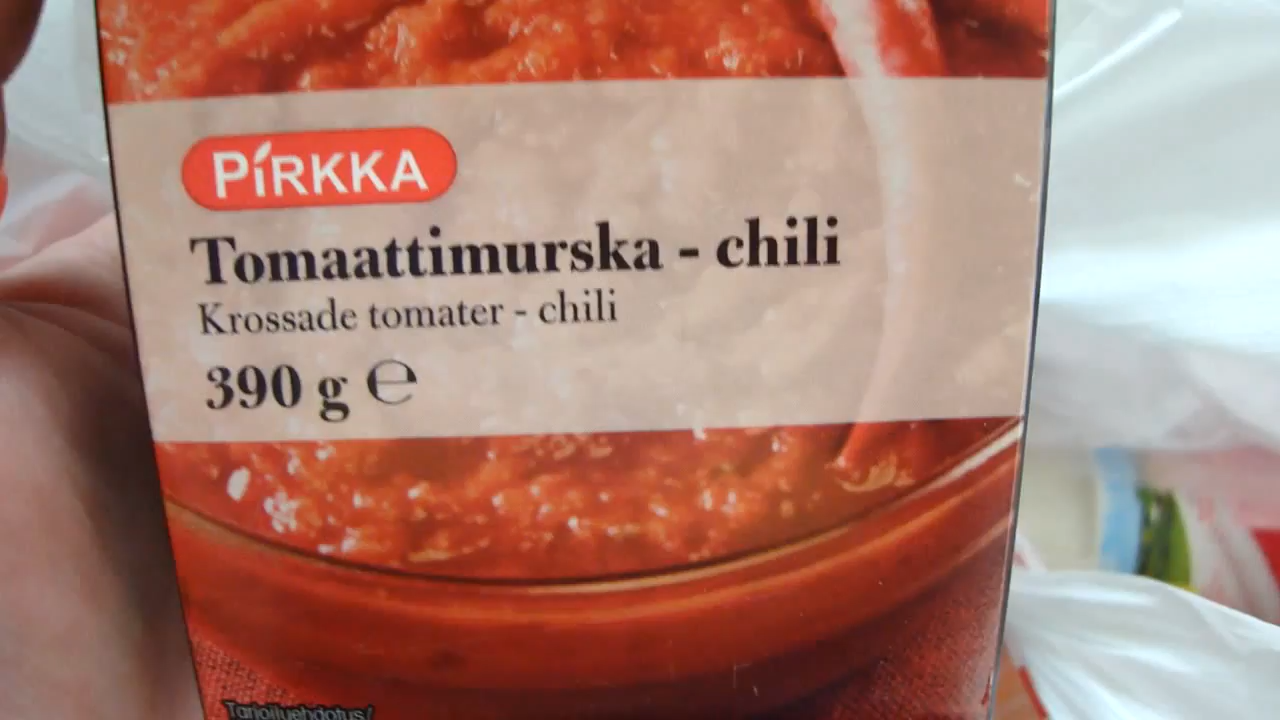 PIRKKA
Tomaattimurska - chili
Krossade tomater - chili
390 g ℮
Tarjoiluehdotus/